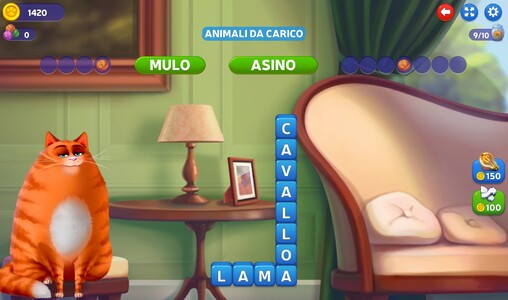 1420
0
ANIMALI DA CARICO
9/10
MULO
ASINO
CAVALLO
LAMA
150
100